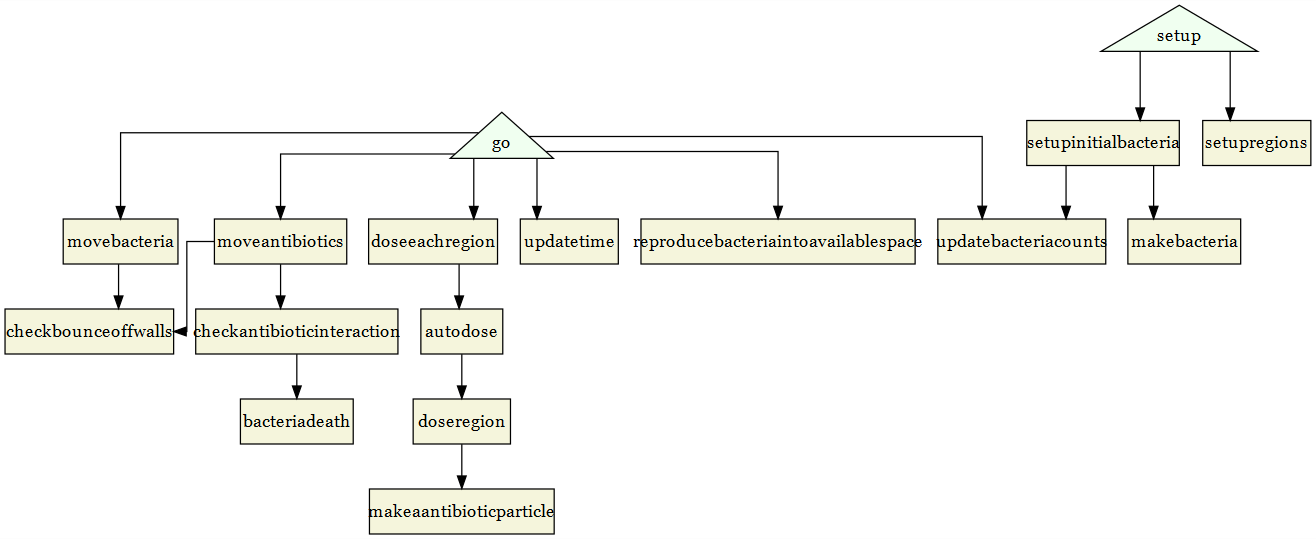 setup
go
setupinitialbacteria
setupregions
movebacteria
moveantibiotics
doseeachregion
updatetime
reproducebacteriaintoavailablespace
updatebacteriacounts
makebacteria
checkbounceoffwalls
checkantibioticinteraction
autodose
bacteriadeath
doseregion
makeaantibioticparticle